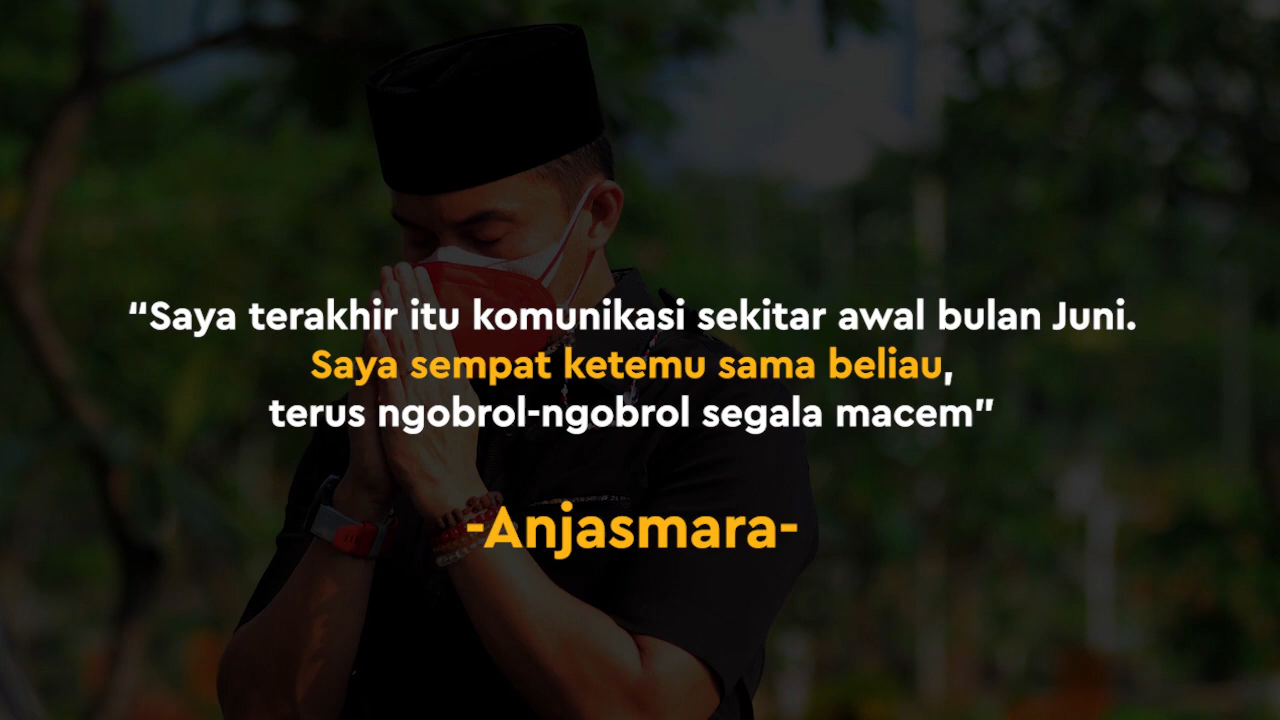 “Saya terakhir itu komunikasi sekitar awal bulan Juni.
Saya sempat ketemu sama beliau,
terus ngobrol-ngobrol segala macem”
-Anjasmara-